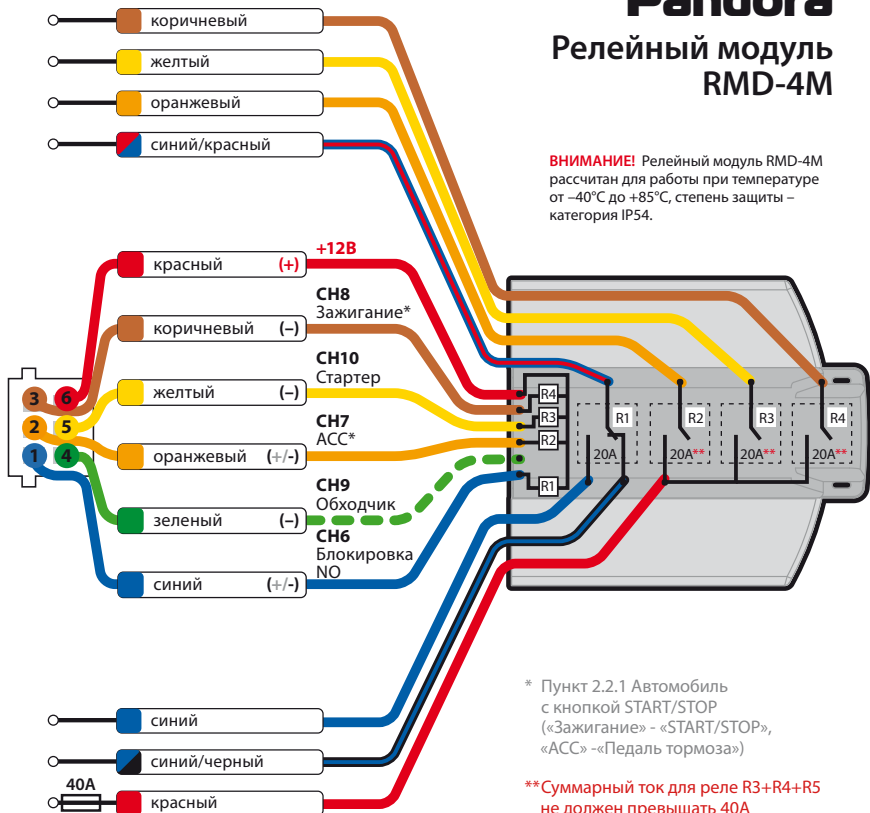 Pandora
Релейный модуль
RMD-4M
ВНИМАНИЕ! Релейный модуль RMD-4M
рассчитан для работы при температуре
от –40°C до +85°C, степень защиты –
категория IP54.
коричневый
желтый
оранжевый
синий/красный
красный (+)
+12В
коричневый (–)
CH8
Зажигание*
желтый (–)
CH10
Стартер
оранжевый (+/-)
CH7
ACC*
зеленый (–)
CH9
Обходчик
синий (+/-)
CH6
Блокировка
NO
3 6
2 5
1 4
R4
R3
R2
R1
R1 R2 R3 R4
20A 20A** 20A** 20A**
синий
синий/черный
40A
красный
* Пункт 2.2.1 Автомобиль
с кнопкой START/STOP
(«Зажигание» - «START/STOP»,
«ACC» -«Педаль тормоза»)
**Суммарный ток для реле R3+R4+R5
не должен превышать 40А